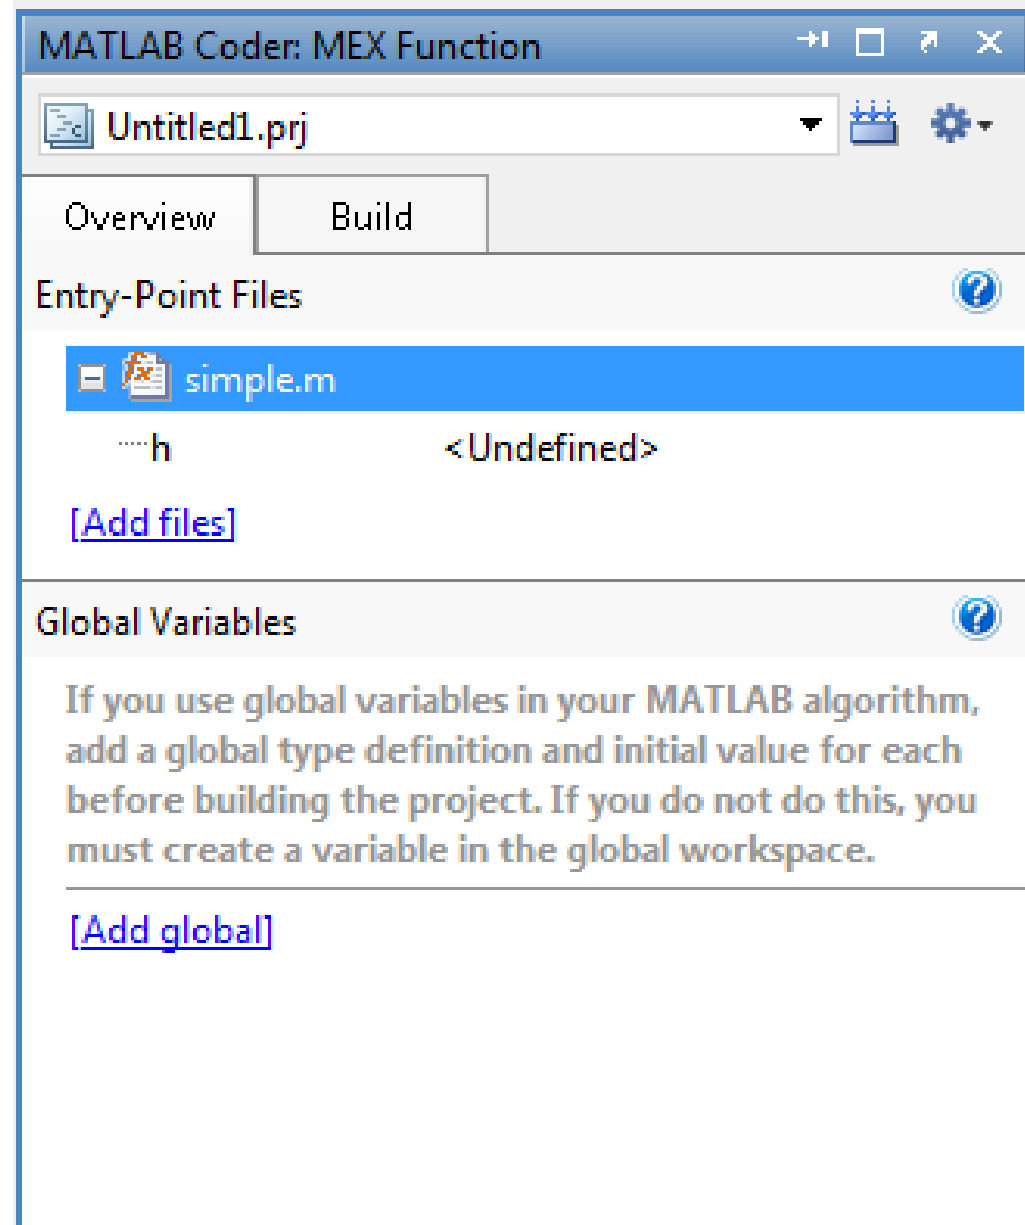 MATLAB Coder: MEX Function
Untitled1.prj
Overview Build
Entry-Point Files
simple.m
h <Undefined>
[Add files]
Global Variables
If you use global variables in your MATLAB algorithm,
add a global type definition and initial value for each
before building the project. If you do not do this, you
must create a variable in the global workspace.
[Add global]